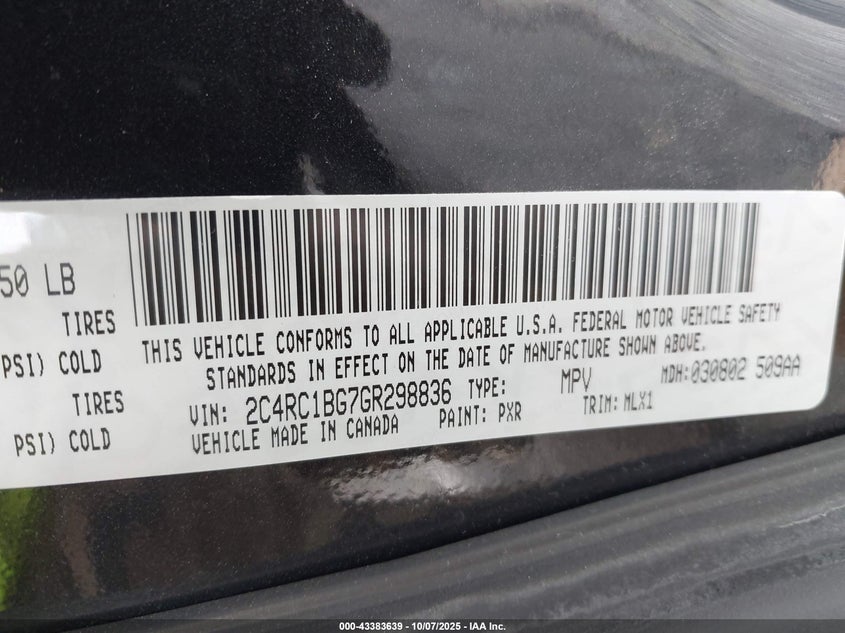 50 LB
TIRES
PSI) COLD
TIRES
PSI) COLD
THIS VEHICLE CONFORMS TO ALL APPLICABLE U.S.A. FEDERAL MOTOR VEHICLE SAFETY
STANDARDS IN EFFECT ON THE DATE OF MANUFACTURE SHOWN ABOVE.
VIN: 2C4RC1BG7GR298836 TYPE: MPV MDH:030802 509AA
VEHICLE MADE IN CANADA PAINT: PXR TRIM: MLX1
000-43383639 - 10/07/2025 - IAA Inc.